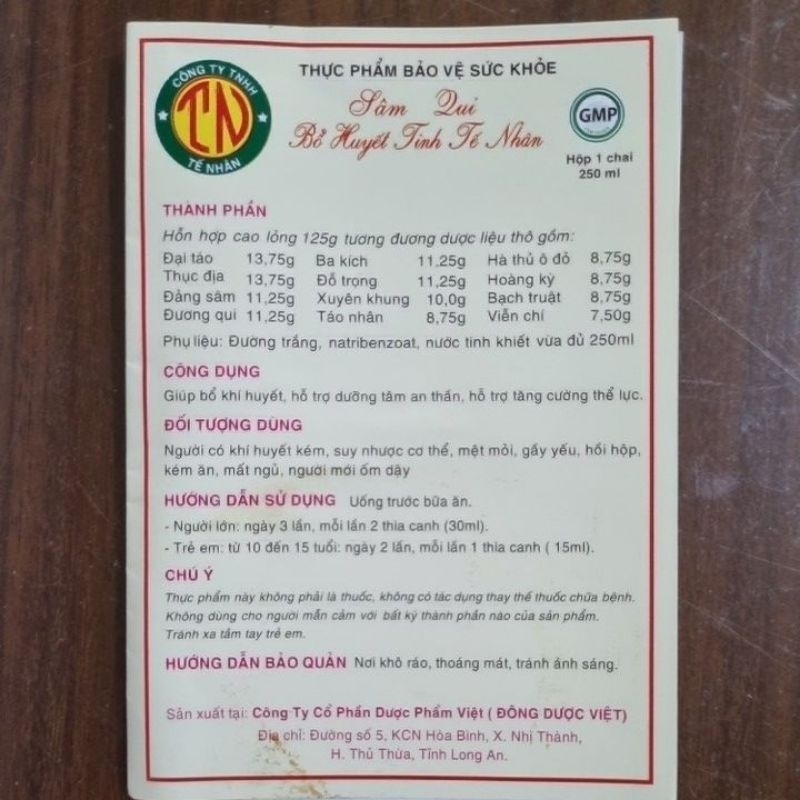 CÔNG TY TNHH
TN
TẾ NHÂN
THỰC PHẨM BẢO VỆ SỨC KHỎE
Sâm Qui
Bổ Huyết Tinh Tế Nhân
GMP
Hộp 1 chai
250 ml
THÀNH PHẦN
Hỗn hợp cao lỏng 125g tương đương dược liệu thô gồm:
Đại táo 13,75g Ba kích 11,25g Hà thủ ô đỏ 8,75g
Thục địa 13,75g Đỗ trọng 11,25g Hoàng kỳ 8,75g
Đảng sâm 11,25g Xuyên khung 10,0g Bạch truật 8,75g
Đương qui 11,25g Táo nhân 8,75g Viễn chí 7,50g
Phụ liệu: Đường trắng, natribenzoat, nước tinh khiết vừa đủ 250ml
CÔNG DỤNG
Giúp bổ khí huyết, hỗ trợ dưỡng tâm an thần, hỗ trợ tăng cường thể lực.
ĐỐI TƯỢNG DÙNG
Người có khí huyết kém, suy nhược cơ thể, mệt mỏi, gầy yếu, hồi hộp,
kém ăn, mất ngủ, người mới ốm dậy
HƯỚNG DẪN SỬ DỤNG Uống trước bữa ăn.
- Người lớn: ngày 3 lần, mỗi lần 2 thìa canh (30ml).
- Trẻ em: từ 10 đến 15 tuổi: ngày 2 lần, mỗi lần 1 thìa canh ( 15ml).
CHÚ Ý
Thực phẩm này không phải là thuốc, không có tác dụng thay thế thuốc chữa bệnh.
Không dùng cho người mẫn cảm với bất kỳ thành phần nào của sản phẩm.
Tránh xa tầm tay trẻ em.
HƯỚNG DẪN BẢO QUẢN Nơi khô ráo, thoáng mát, tránh ánh sáng.
Sản xuất tại: Công Ty Cổ Phần Dược Phẩm Việt ( ĐÔNG DƯỢC VIỆT)
Địa chỉ: Đường số 5, KCN Hòa Bình, X. Nhị Thành,
H. Thủ Thừa, Tỉnh Long An.